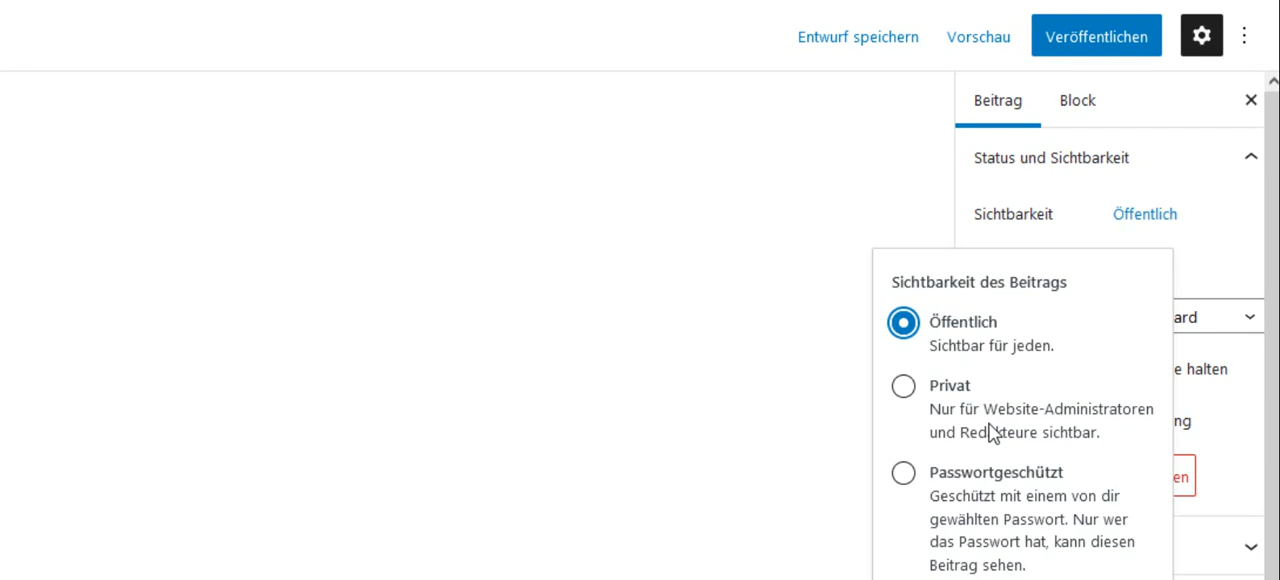 Entwurf speichern Vorschau Veröffentlichen
Beitrag Block
Status und Sichtbarkeit
Sichtbarkeit Öffentlich
Sichtbarkeit des Beitrags
Öffentlich
Sichtbar für jeden.
Privat
Nur für Website-Administratoren
und Redakteure sichtbar.
Passwortgeschützt
Geschützt mit einem von dir
gewählten Passwort. Nur wer
das Passwort hat, kann diesen
Beitrag sehen.
ard
e halten
ng
en